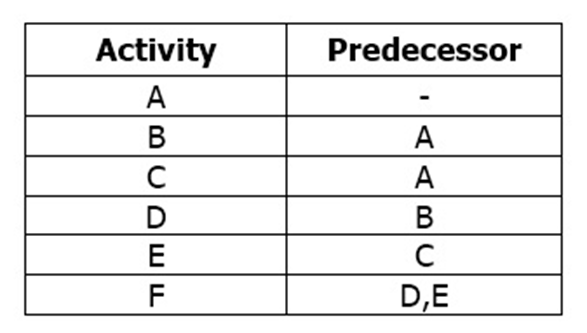 Activity Predecessor
A -
B A
C A
D B
E C
F D,E